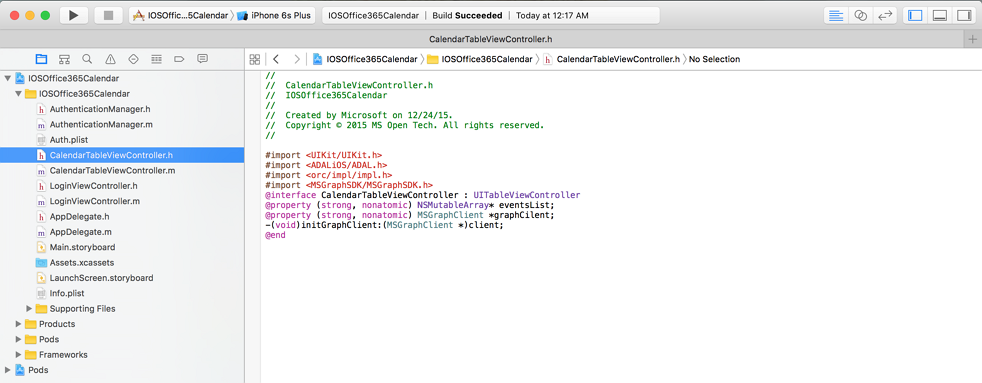 IOSOffic...5Calendar iPhone 6s Plus IOSOffice365Calendar | Build Succeeded | Today at 12:17 AM
CalendarTableViewController.h
IOSOffice365Calendar IOSOffice365Calendar CalendarTableViewController.h No Selection
IOSOffice365Calendar
IOSOffice365Calendar
AuthenticationManager.h
AuthenticationManager.m
Auth.plist
CalendarTableViewController.h
CalendarTableViewController.m
LoginViewController.h
LoginViewController.m
AppDelegate.h
AppDelegate.m
Main.storyboard
Assets.xcassets
LaunchScreen.storyboard
Info.plist
Supporting Files
Products
Pods
Frameworks
Pods
//
// CalendarTableViewController.h
// IOSOffice365Calendar
//
// Created by Microsoft on 12/24/15.
// Copyright © 2015 MS Open Tech. All rights reserved.
//
#import <UIKit/UIKit.h>
#import <ADALiOS/ADAL.h>
#import <orc/impl/impl.h>
#import <MSGraphSDK/MSGraphSDK.h>
@interface CalendarTableViewController : UITableViewController
@property (strong, nonatomic) NSMutableArray* eventsList;
@property (strong, nonatomic) MSGraphClient *graphCilent;
-(void)initGraphClient:(MSGraphClient *)client;
@end